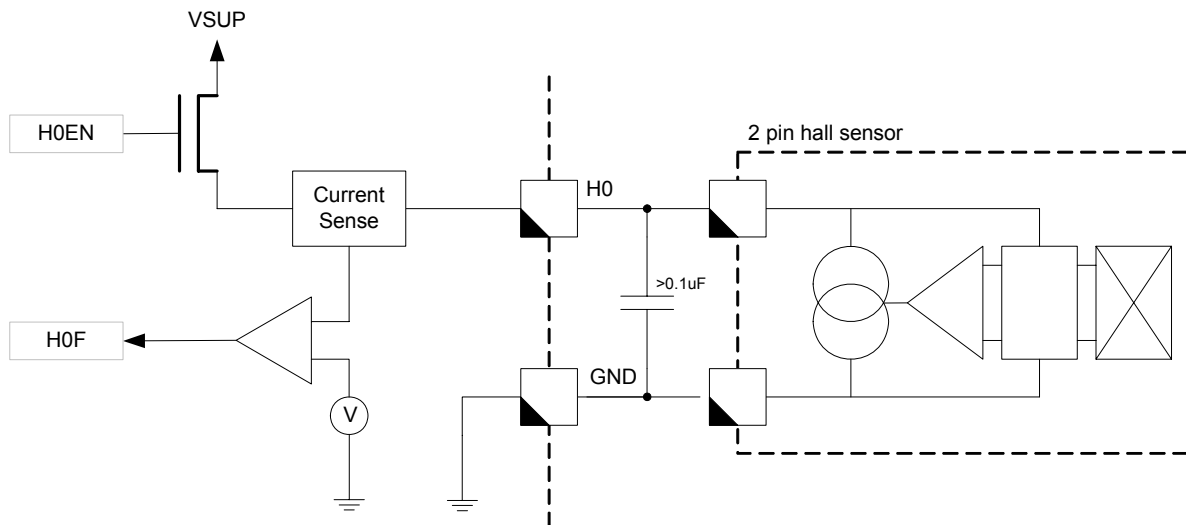 VSUP
H0EN
2 pin hall sensor
Current
Sense
H0
>0.1uF
H0F
GND
V